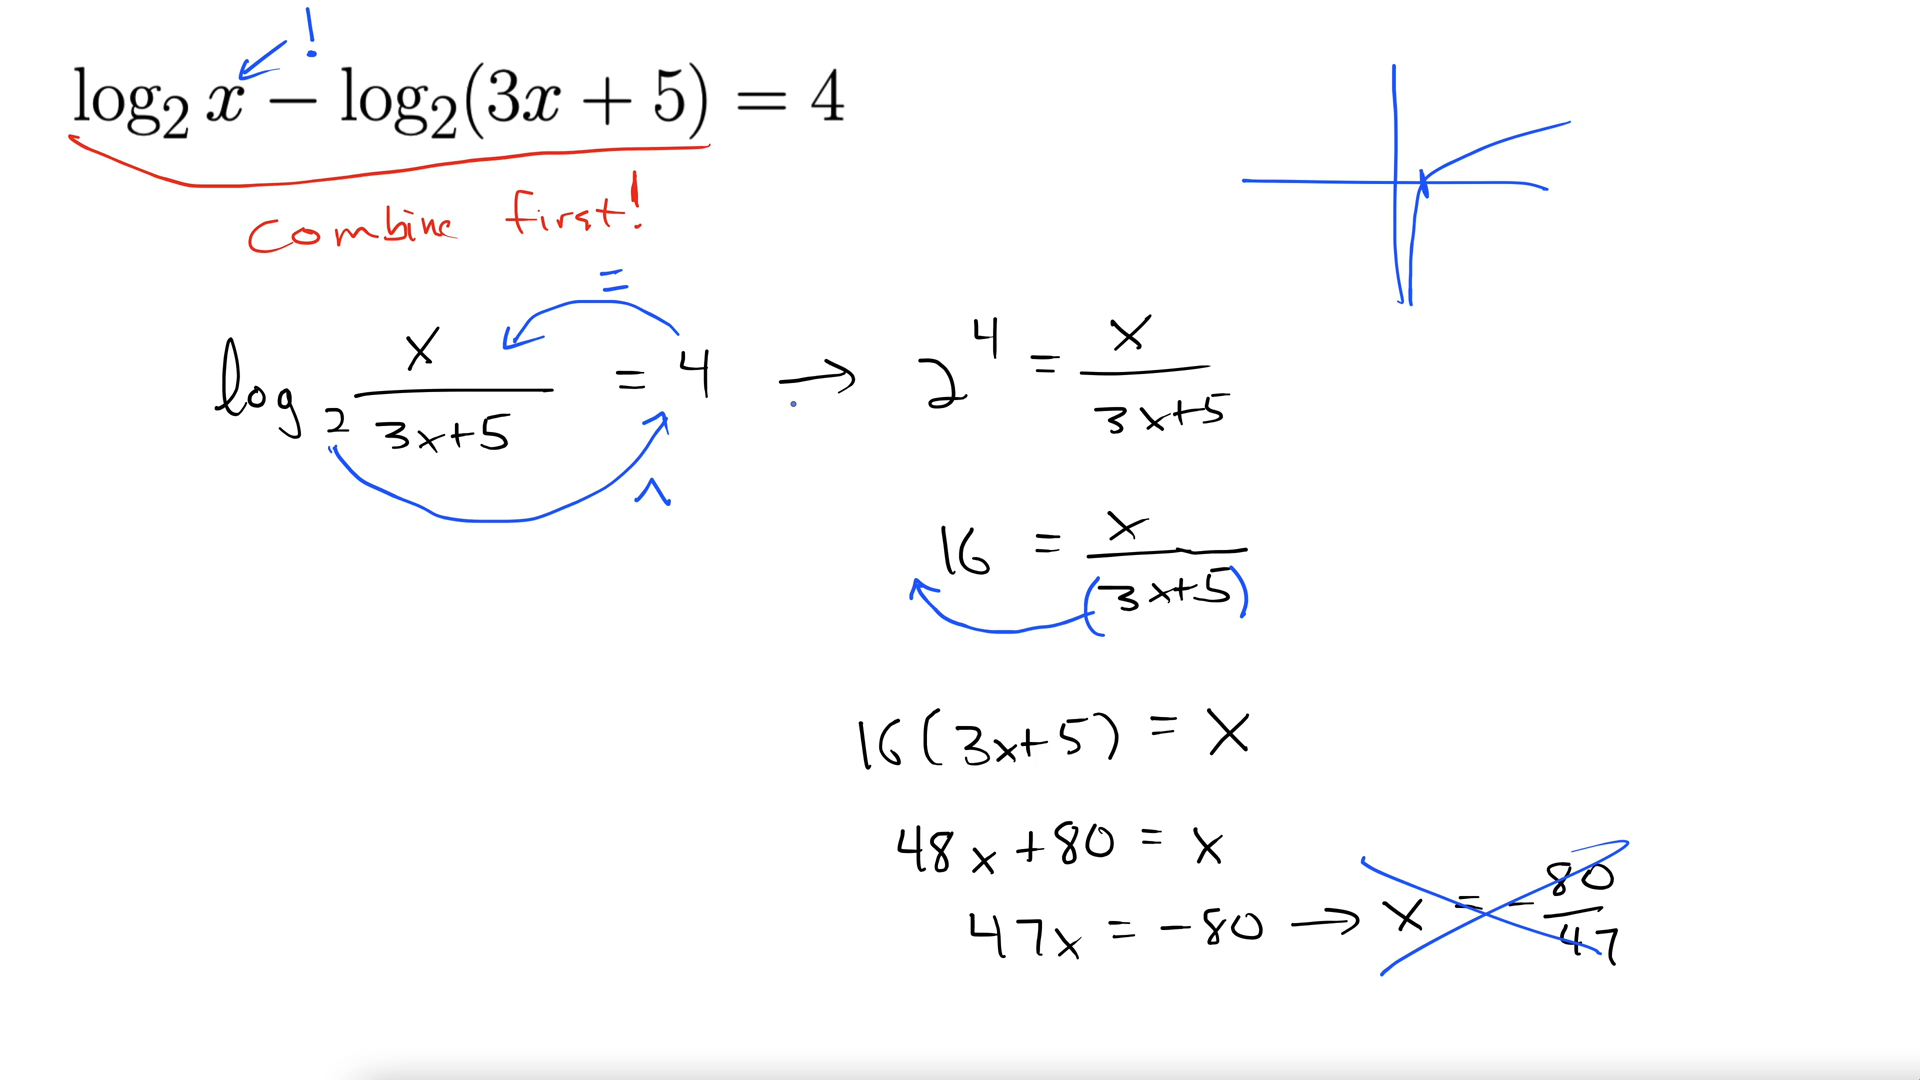 !
log₂ x − log₂(3x + 5) = 4
Combine first!
=
log₂ x/(3x+5) = 4 → 2⁴ = x/(3x+5)
^
16 = x/(3x+5)
16(3x+5) = x
48x + 80 = x
47x = -80 → x = -80/47